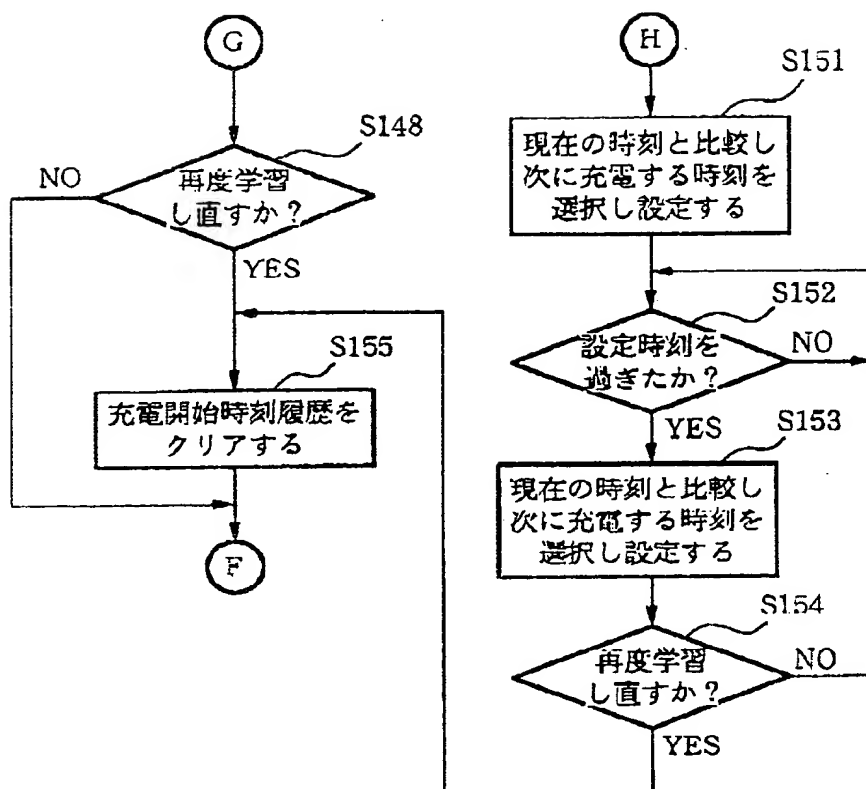 G
S148
NO
再度学習
し直すか？
YES
S155
充電開始時刻履歴を
クリアする
F
H
S151
現在の時刻と比較し
次に充電する時刻を
選択し設定する
S152
設定時刻を
過ぎたか？
NO
YES
S153
現在の時刻と比較し
次に充電する時刻を
選択し設定する
S154
再度学習
し直すか？
NO
YES